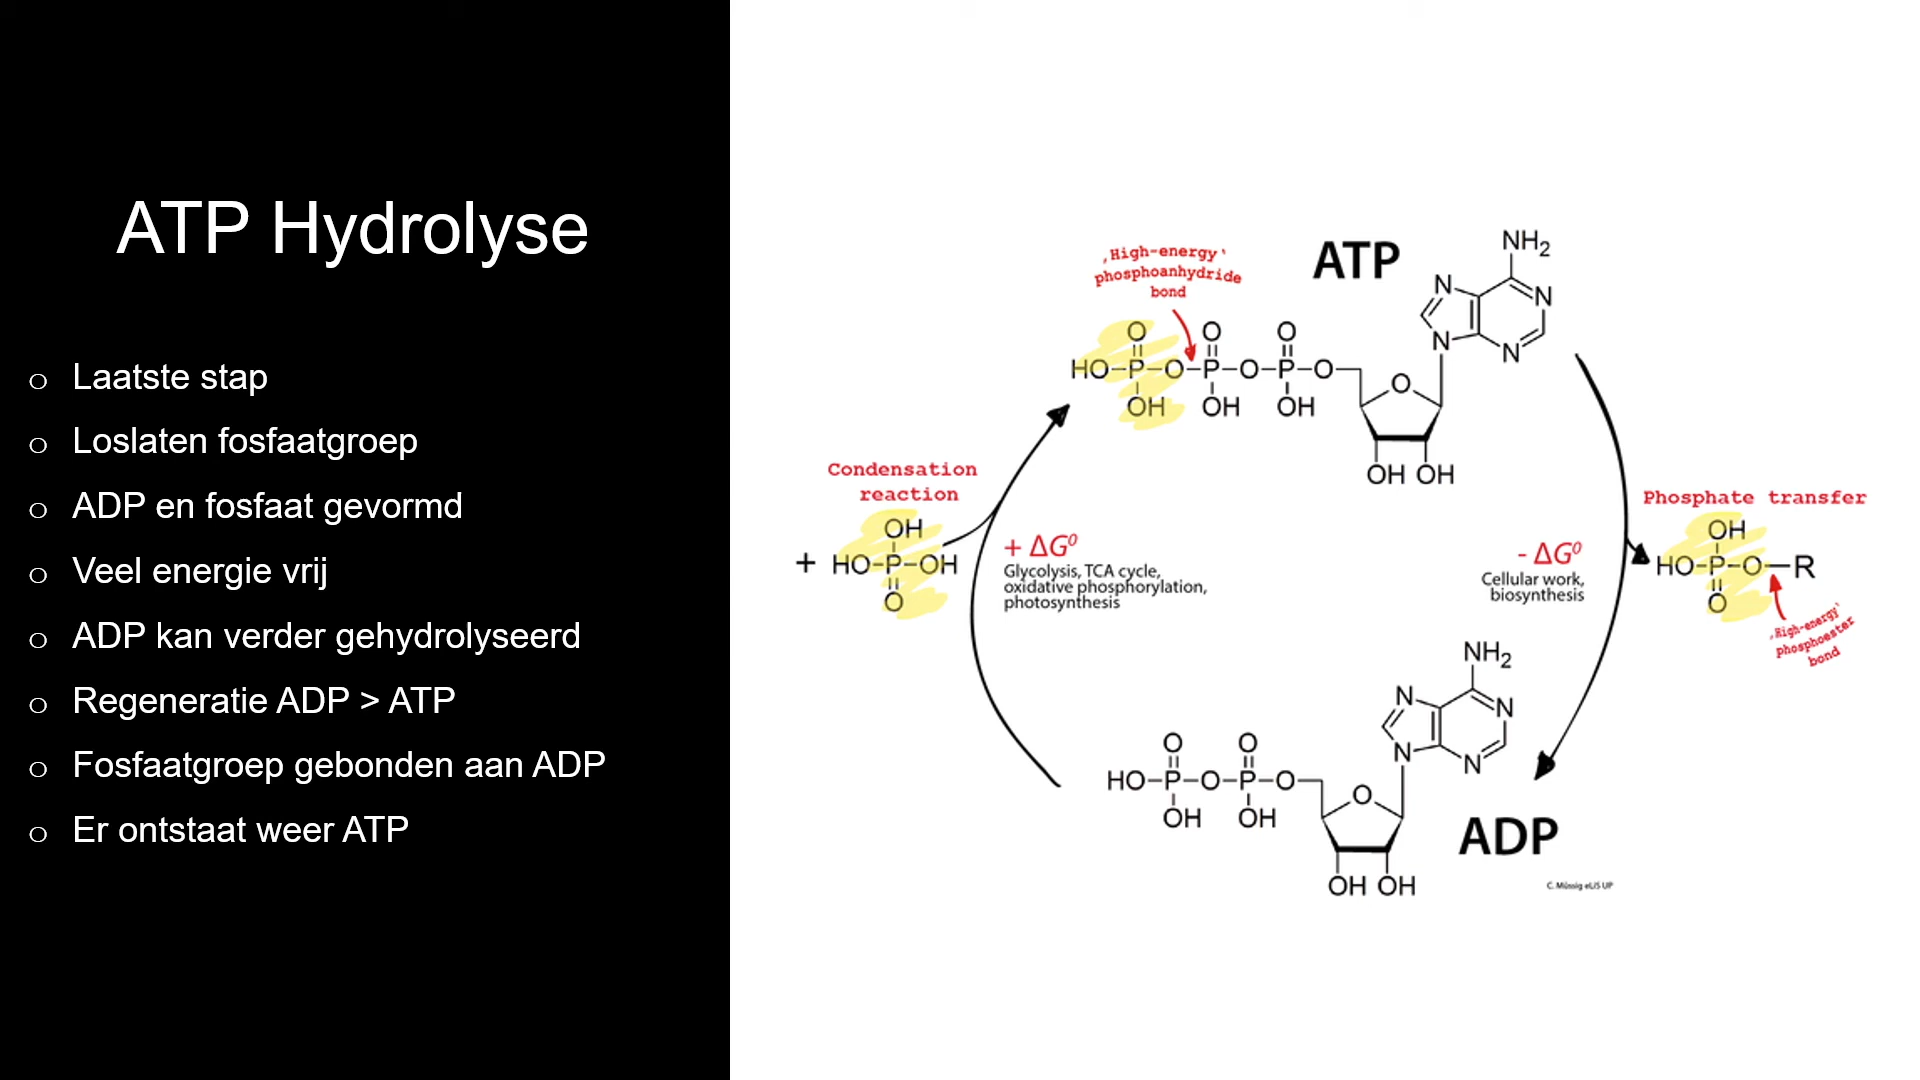 ATP Hydrolyse
o Laatste stap
o Loslaten fosfaatgroep
o ADP en fosfaat gevormd
o Veel energie vrij
o ADP kan verder gehydrolyseerd
o Regeneratie ADP > ATP
o Fosfaatgroep gebonden aan ADP
o Er ontstaat weer ATP
‚High-energy‘
phosphoanhydride
bond
ATP
NH2
N
N
N
N
O
O
O
HO-P-O-P-O-P-O
O
OH
OH
OH
OH OH
Condensation
reaction
OH
+ HO-P-OH
O
+ ΔG⁰
Glycolysis, TCA cycle,
oxidative phosphorylation,
photosynthesis
- ΔG⁰
Cellular work,
biosynthesis
Phosphate transfer
OH
HO-P-O-R
O
‚High-energy‘
phosphoester
bond
NH2
N
N
N
N
O
O
HO-P-O-P-O
O
OH
OH
ADP
OH OH
C. Müssig eLiS UP